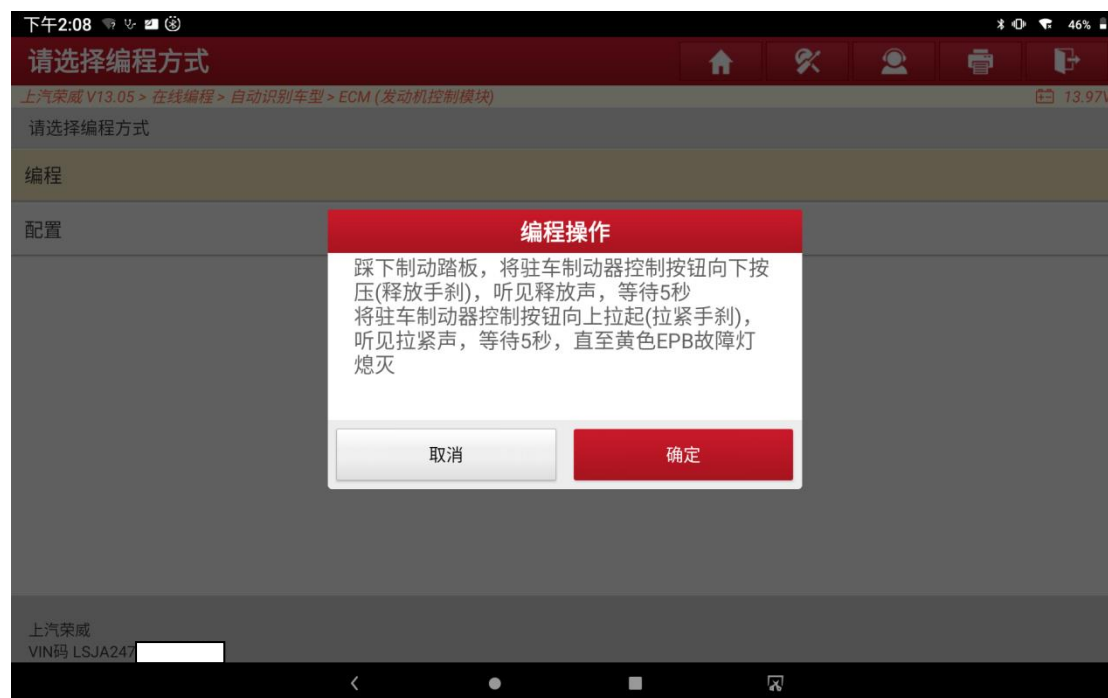 下午2:08
46%
请选择编程方式
上汽荣威 V13.05 > 在线编程 > 自动识别车型 > ECM (发动机控制模块)
13.97V
请选择编程方式
编程
配置
编程操作
踩下制动踏板，将驻车制动器控制按钮向下按
压(释放手刹)，听见释放声，等待5秒
将驻车制动器控制按钮向上拉起(拉紧手刹)，
听见拉紧声，等待5秒，直至黄色EPB故障灯
熄灭
取消
确定
上汽荣威
VIN码 LSJA247